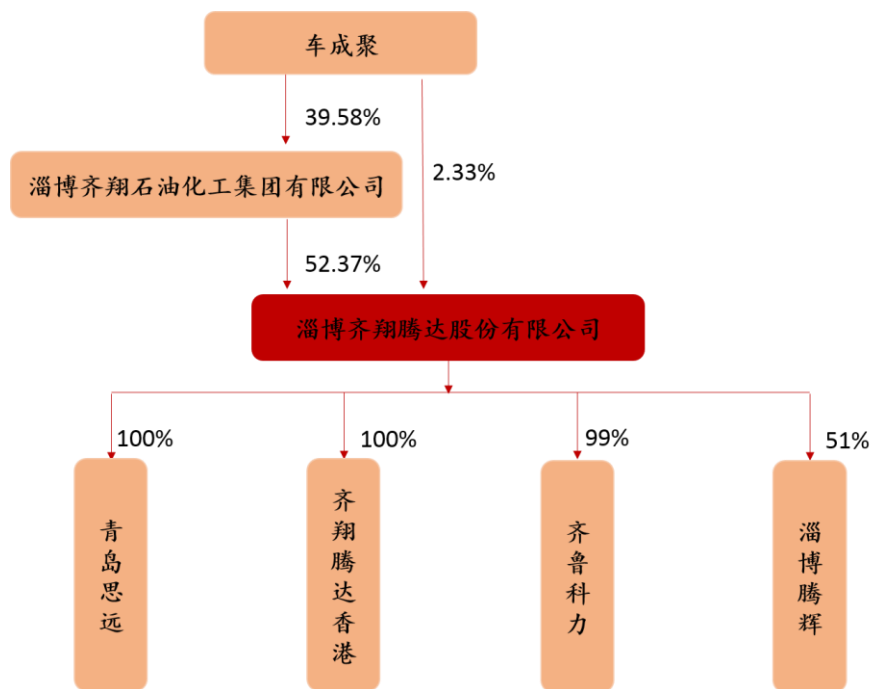 车成聚
39.58%
2.33%
淄博齐翔石油化工集团有限公司
52.37%
淄博齐翔腾达股份有限公司
100%
100%
99%
51%
青岛思远
齐翔腾达香港
齐鲁科力
淄博腾辉